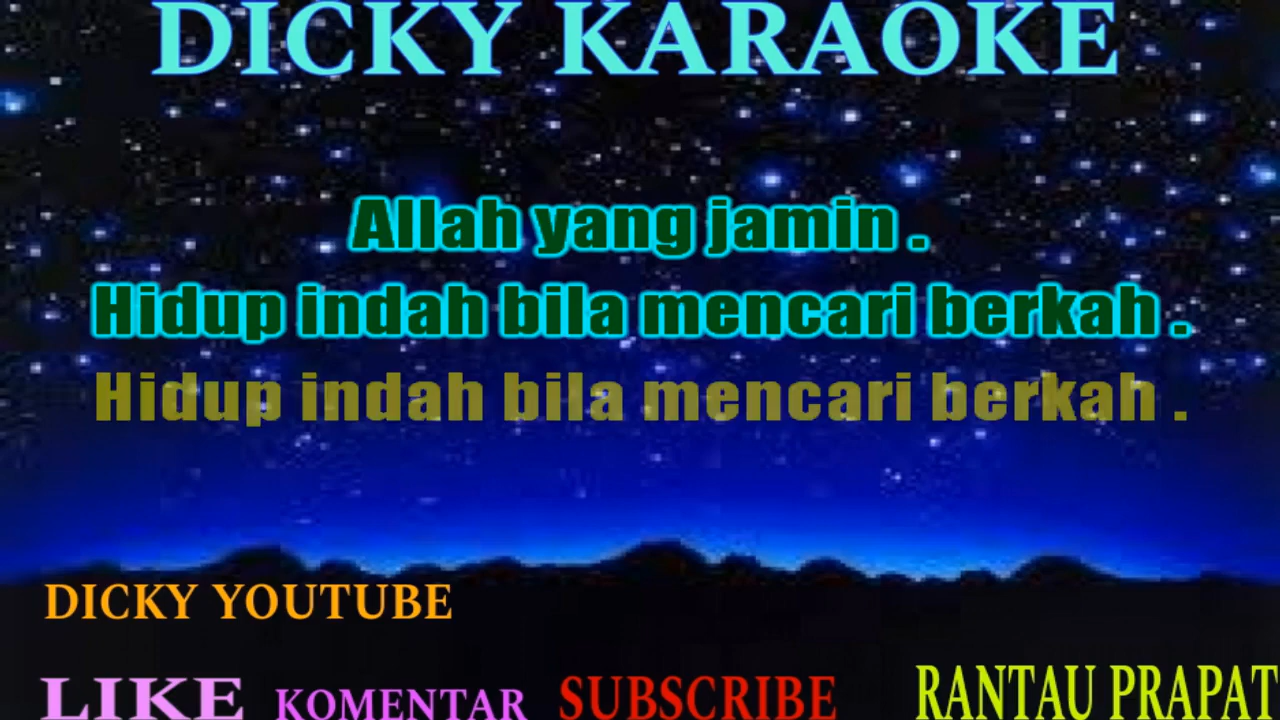 DICKY KARAOKE
Allah yang jamin .
Hidup indah bila mencari berkah .
Hidup indah bila mencari berkah .
DICKY YOUTUBE
LIKE KOMENTAR SUBSCRIBE RANTAU PRAPAT